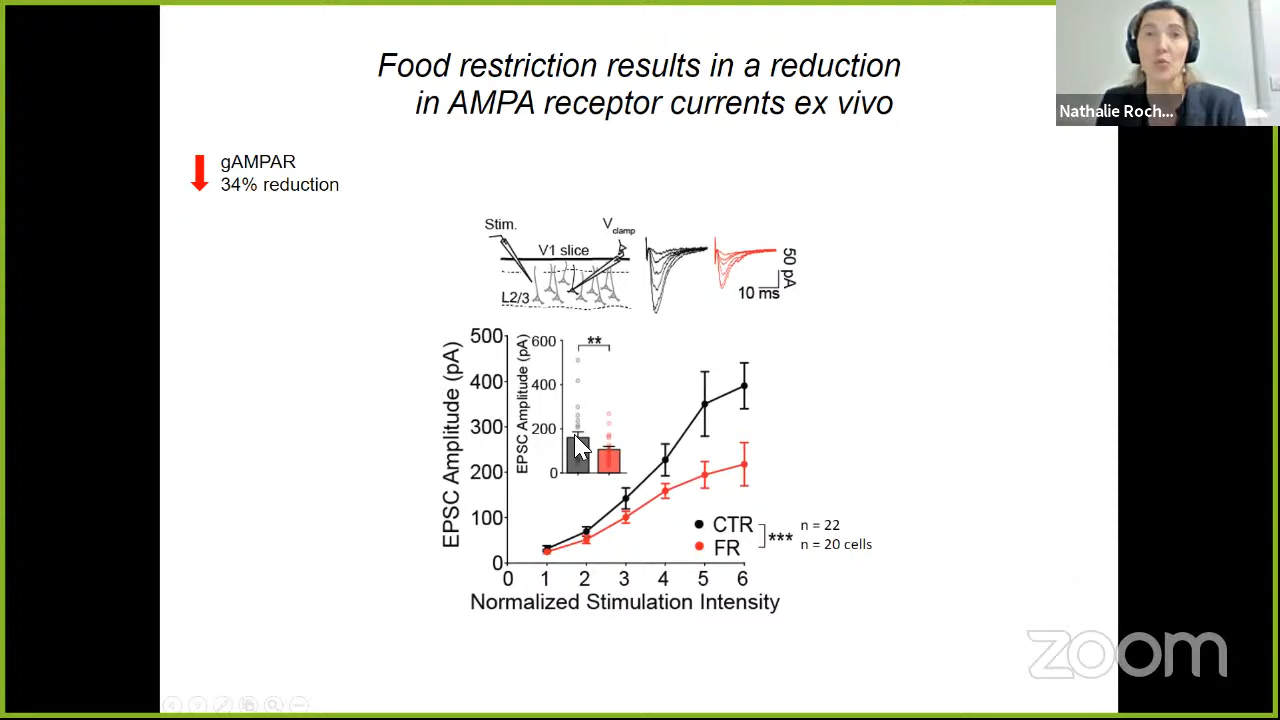 Food restriction results in a reduction
in AMPA receptor currents ex vivo
Nathalie Roch...
gAMPAR
34% reduction
Stim.
V clamp
V1 slice
L2/3
50 pA
10 ms
EPSC Amplitude (pA)
500
400
300
200
100
0
EPSC Amplitude (pA)
600
400
200
0
**
CTR
FR
***
n = 22
n = 20 cells
0 1 2 3 4 5 6
Normalized Stimulation Intensity
zoom